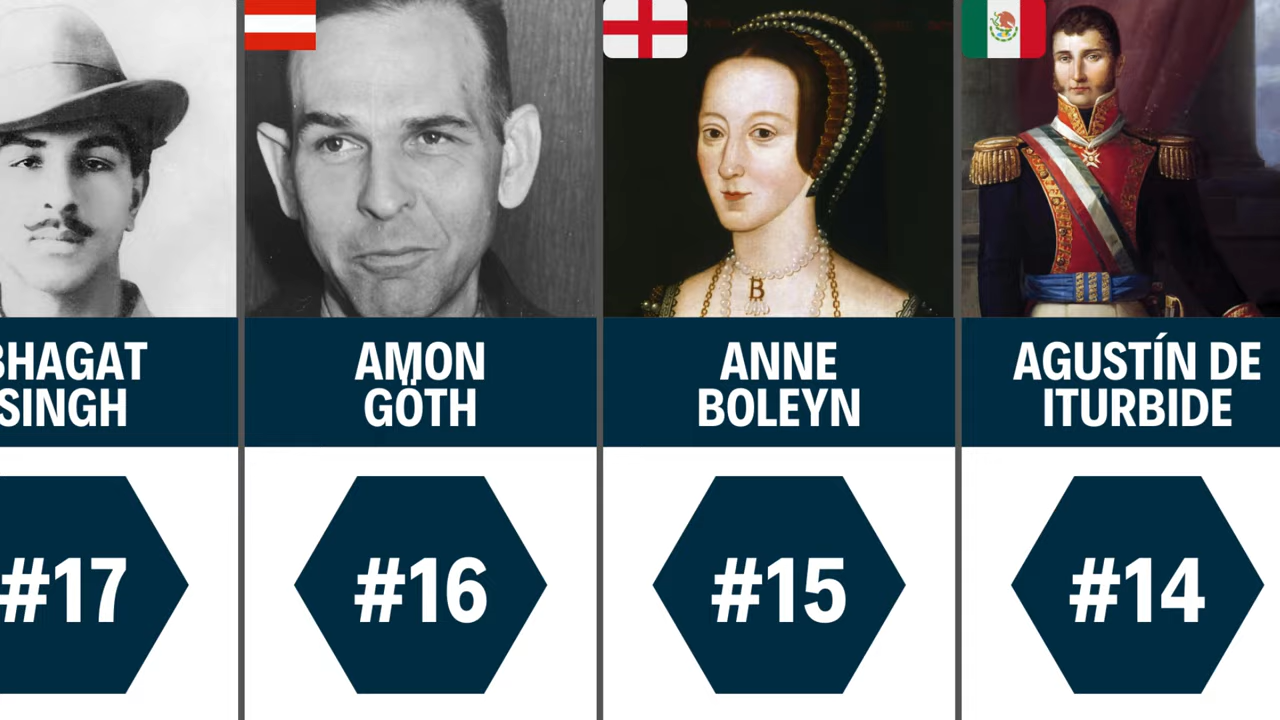 BHAGAT
SINGH
#17
AMON
GÖTH
#16
ANNE
BOLEYN
#15
B
AGUSTÍN DE
ITURBIDE
#14